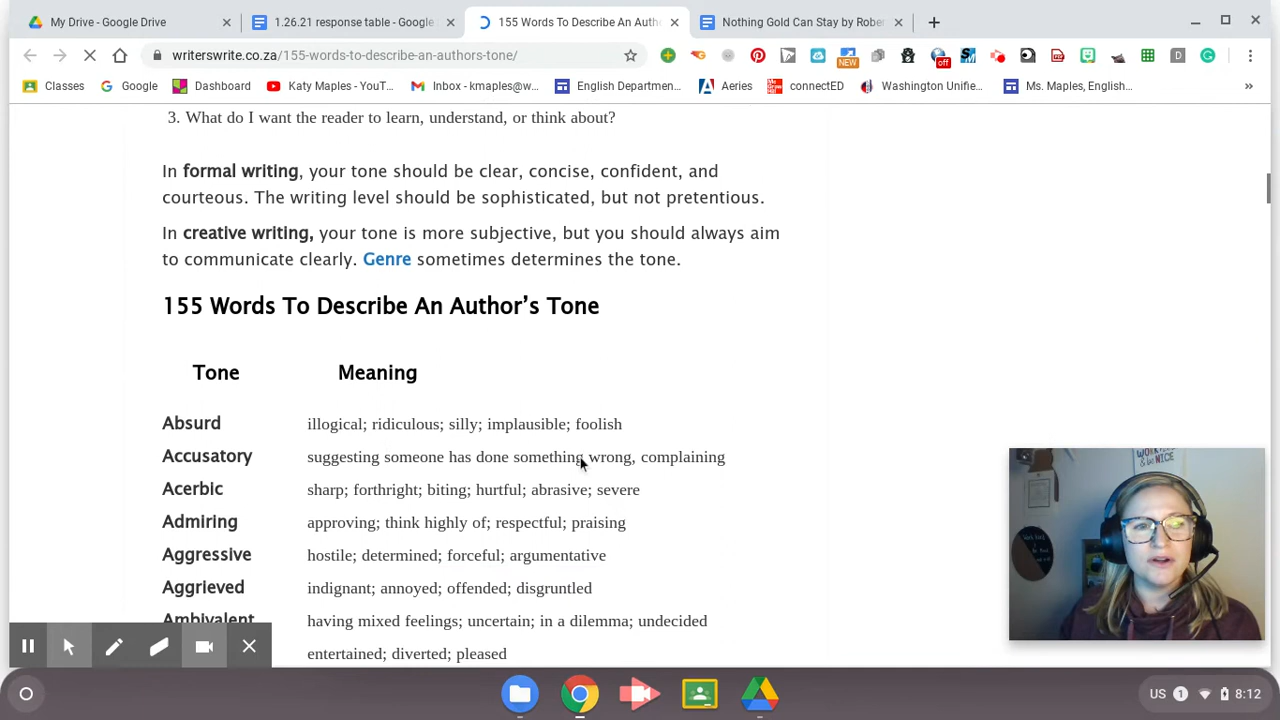 My Drive - Google Drive
1.26.21 response table - Google
155 Words To Describe An Auth
Nothing Gold Can Stay by Robe
writerswrite.co.za/155-words-to-describe-an-authors-tone/
NEW
off
Classes
Google
Dashboard
Katy Maples - YouT...
Inbox - kmaples@w...
English Departmen...
Aeries
connectED
Washington Unifie...
Ms. Maples, English...
»
3. What do I want the reader to learn, understand, or think about?
In formal writing, your tone should be clear, concise, confident, and
courteous. The writing level should be sophisticated, but not pretentious.
In creative writing, your tone is more subjective, but you should always aim
to communicate clearly. Genre sometimes determines the tone.
155 Words To Describe An Author’s Tone
Tone Meaning
Absurd illogical; ridiculous; silly; implausible; foolish
Accusatory suggesting someone has done something wrong, complaining
Acerbic sharp; forthright; biting; hurtful; abrasive; severe
Admiring approving; think highly of; respectful; praising
Aggressive hostile; determined; forceful; argumentative
Aggrieved indignant; annoyed; offended; disgruntled
Ambivalent having mixed feelings; uncertain; in a dilemma; undecided
entertained; diverted; pleased
WORK
& BE NICE
US 1 8:12